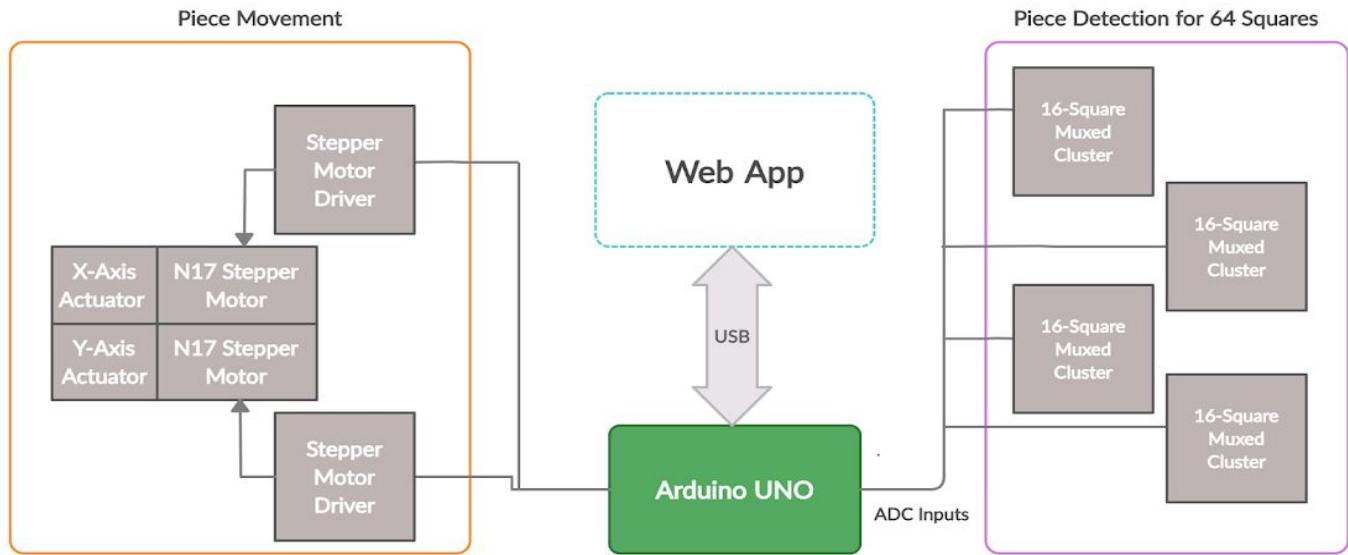 Piece Movement
Stepper
Motor
Driver
X-Axis
Actuator
N17 Stepper
Motor
Y-Axis
Actuator
N17 Stepper
Motor
Stepper
Motor
Driver
Web App
USB
Arduino UNO
ADC Inputs
Piece Detection for 64 Squares
16-Square
Muxed
Cluster
16-Square
Muxed
Cluster
16-Square
Muxed
Cluster
16-Square
Muxed
Cluster